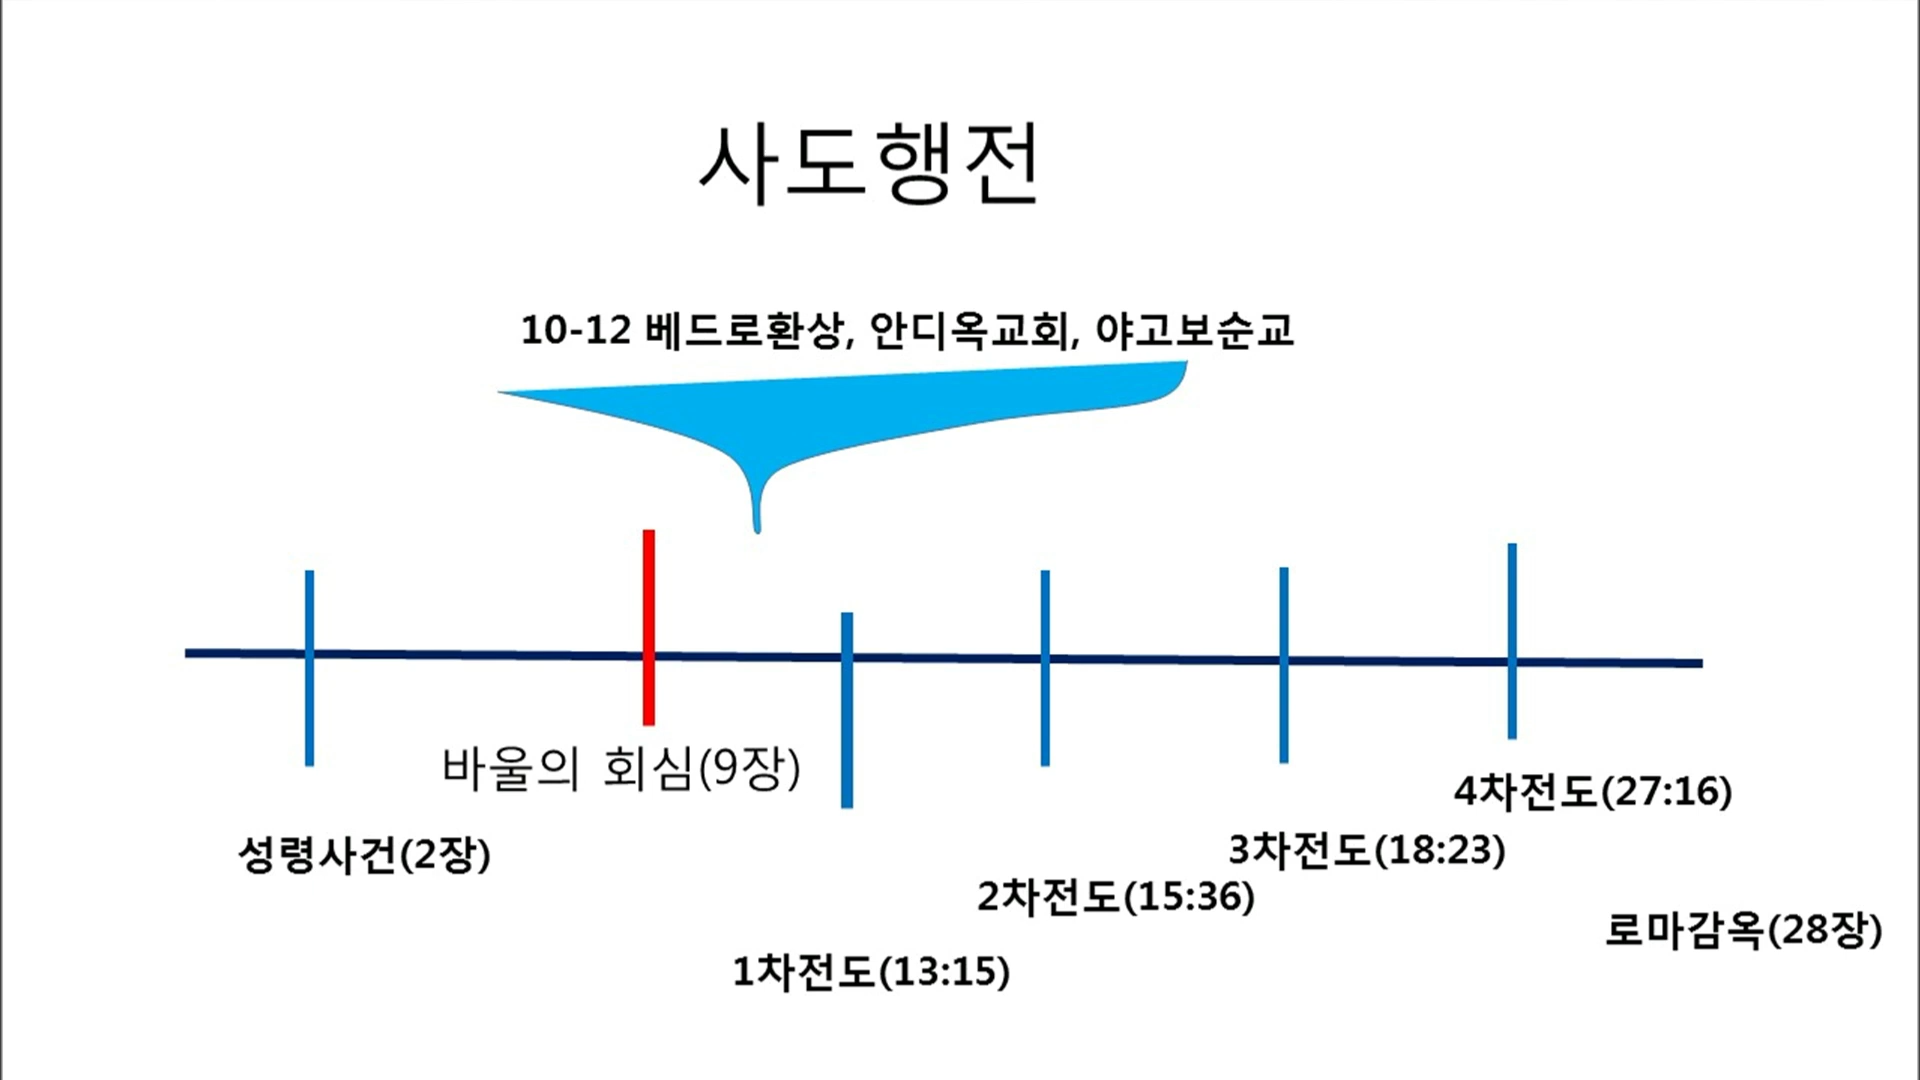 사도행전
10-12 베드로환상, 안디옥교회, 야고보순교
바울의 회심(9장)
성령사건(2장)
4차전도(27:16)
3차전도(18:23)
2차전도(15:36)
로마감옥(28장)
1차전도(13:15)